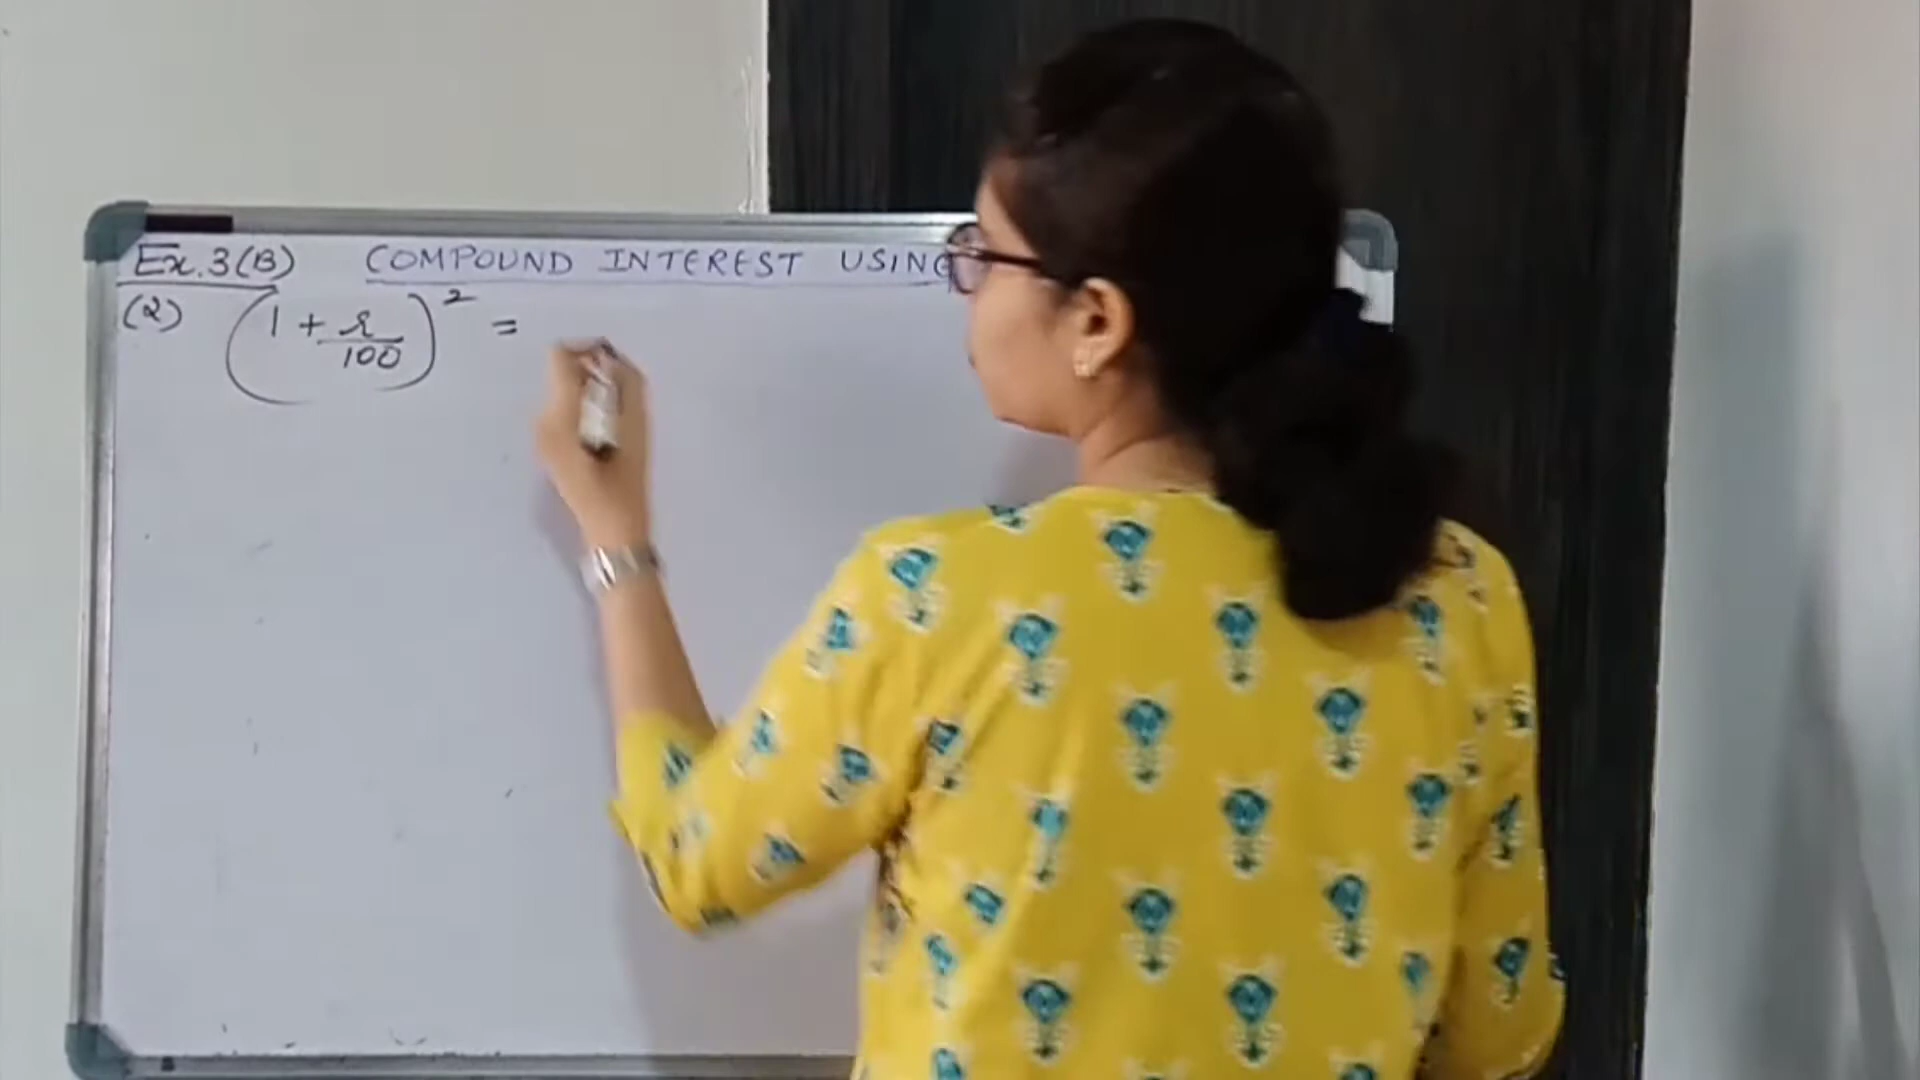 Ex. 3(B) COMPOUND INTEREST USING
(2) (1 + r/100)² =